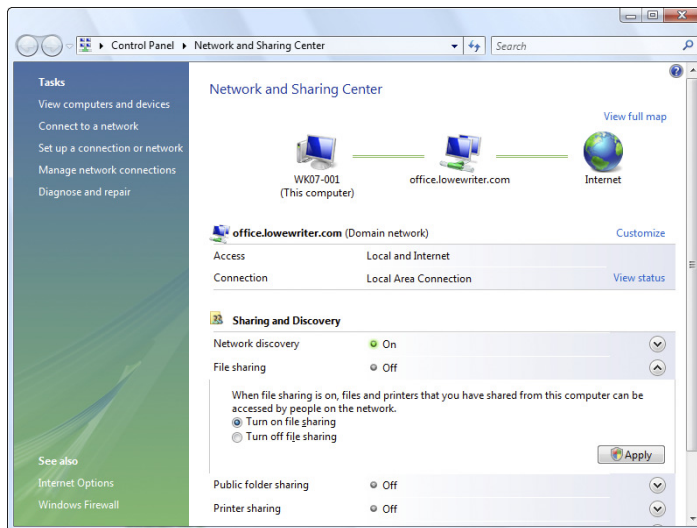 Control Panel
Network and Sharing Center
Search
Tasks
View computers and devices
Connect to a network
Set up a connection or network
Manage network connections
Diagnose and repair
See also
Internet Options
Windows Firewall
Network and Sharing Center
View full map
WK07-001
(This computer)
office.lowewriter.com
Internet
office.lowewriter.com (Domain network)
Customize
Access Local and Internet
Connection Local Area Connection View status
Sharing and Discovery
Network discovery On
File sharing Off
When file sharing is on, files and printers that you have shared from this computer can be
accessed by people on the network.
Turn on file sharing
Turn off file sharing
Apply
Public folder sharing Off
Printer sharing Off